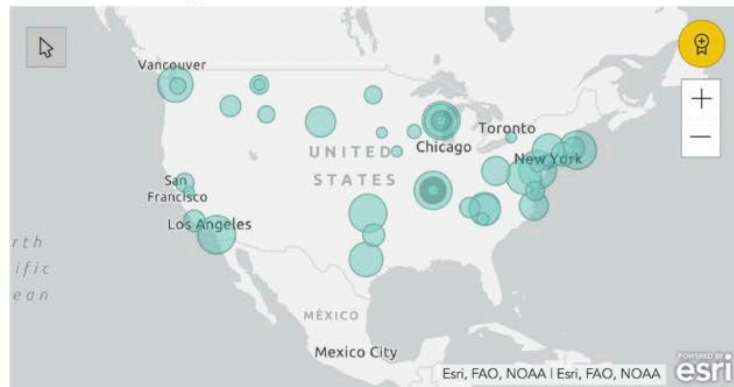 Vancouver
Toronto
UNITED
Chicago
New York
STATES
San
Francisco
Los Angeles
rth
ific
ean
MÉXICO
Mexico City
POWERED BY
esri
Esri, FAO, NOAA | Esri, FAO, NOAA